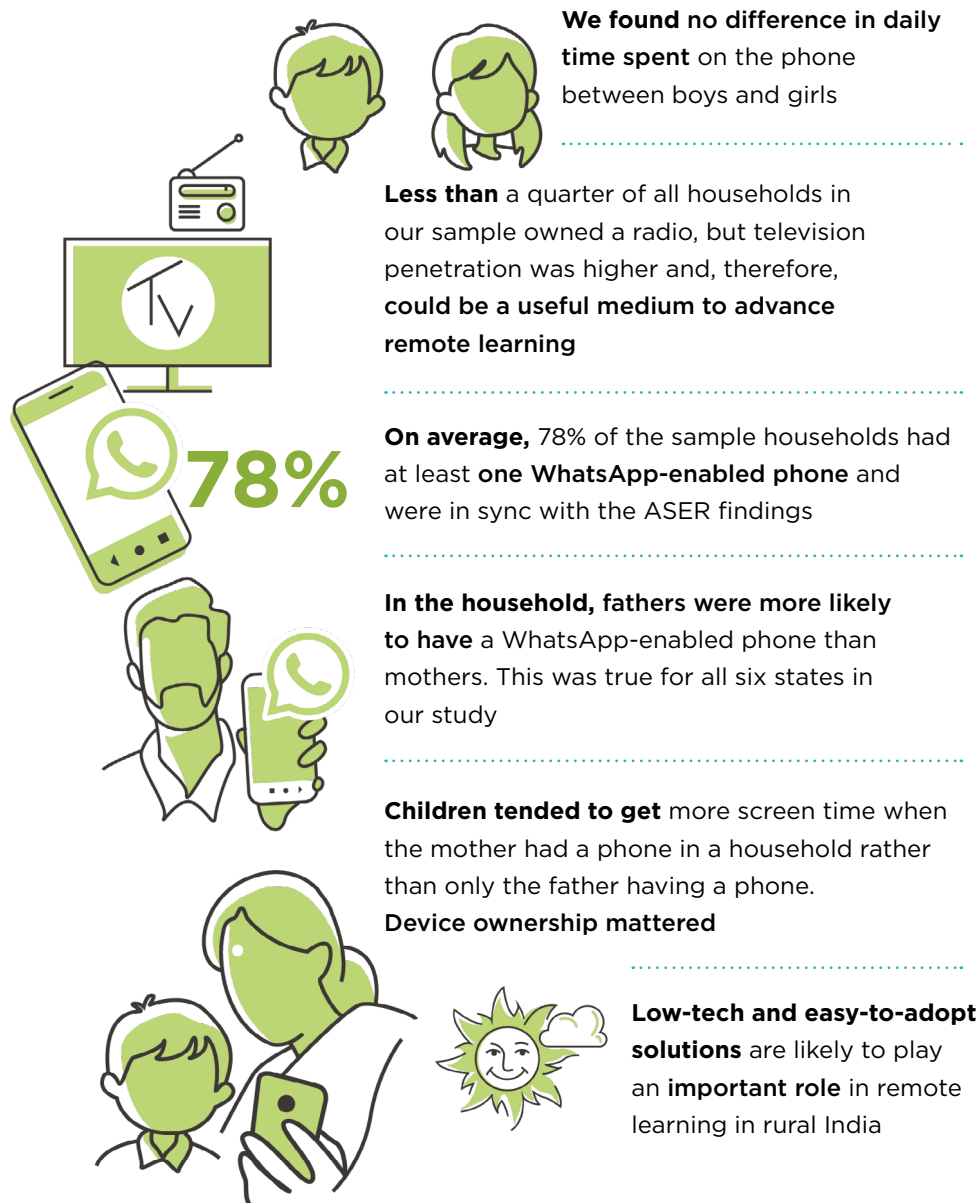 We found no difference in daily
time spent on the phone
between boys and girls
Less than a quarter of all households in
our sample owned a radio, but television
penetration was higher and, therefore,
could be a useful medium to advance
remote learning
TV
78%
On average, 78% of the sample households had
at least one WhatsApp-enabled phone and
were in sync with the ASER findings
In the household, fathers were more likely
to have a WhatsApp-enabled phone than
mothers. This was true for all six states in
our study
Children tended to get more screen time when
the mother had a phone in a household rather
than only the father having a phone.
Device ownership mattered
Low-tech and easy-to-adopt
solutions are likely to play
an important role in remote
learning in rural India